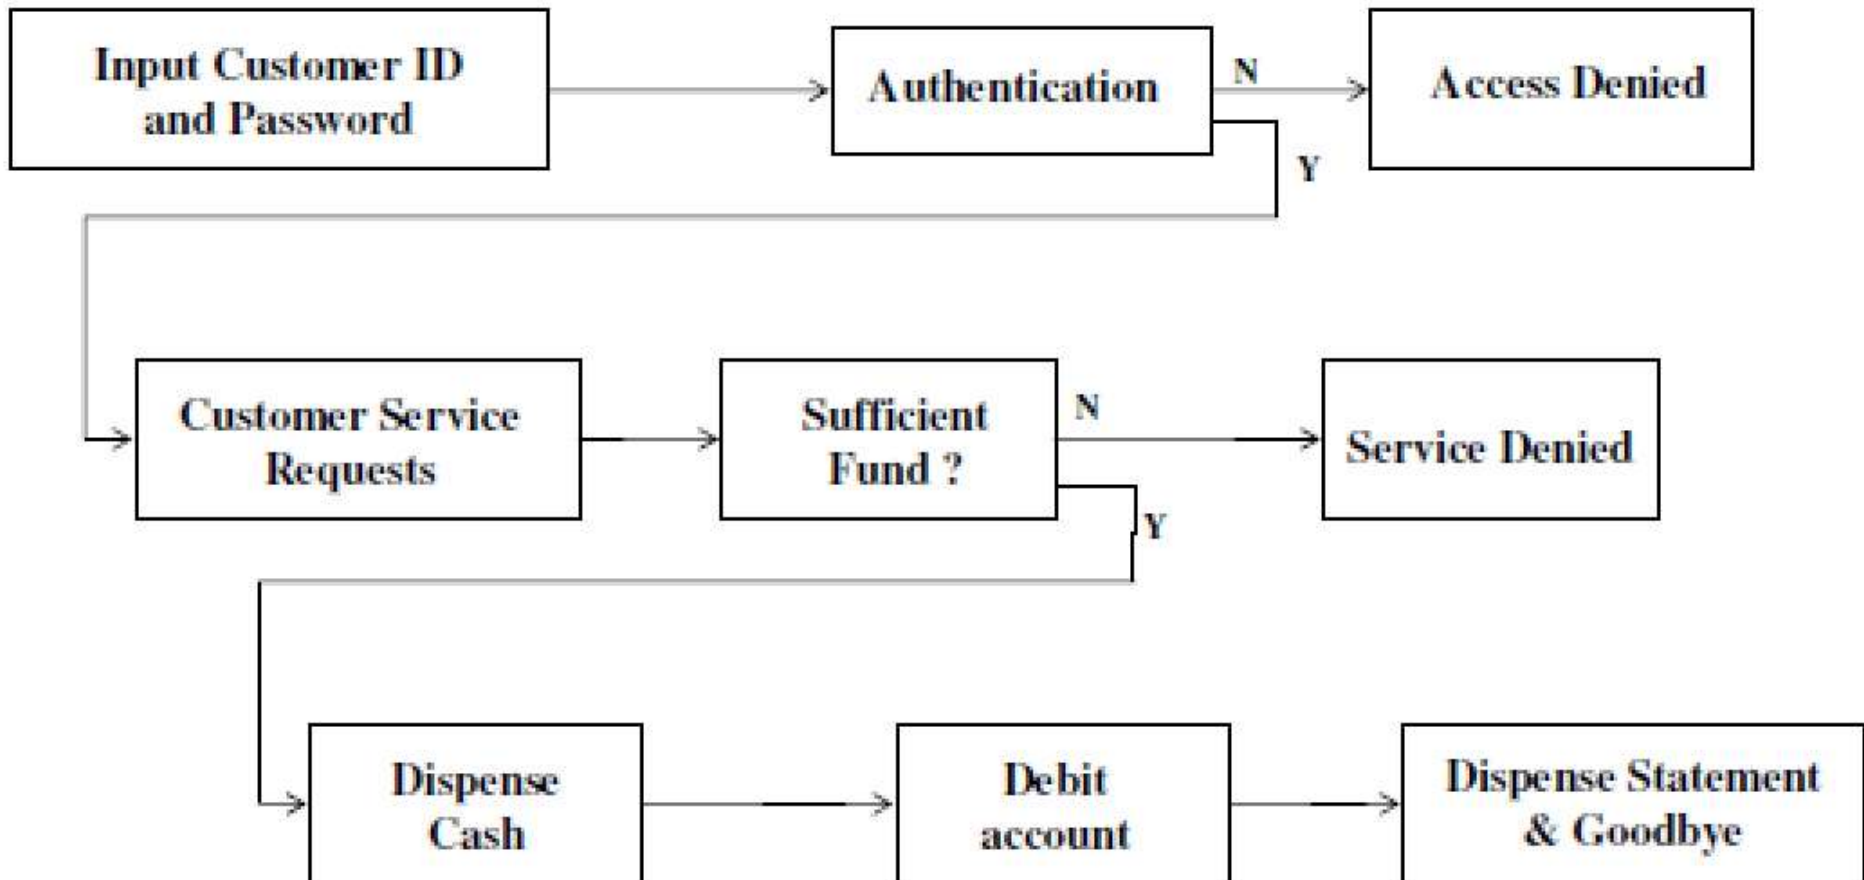 Input Customer ID
and Password
Authentication
N
Access Denied
Y
Customer Service
Requests
Sufficient
Fund ?
N
Service Denied
Y
Dispense
Cash
Debit
account
Dispense Statement
& Goodbye